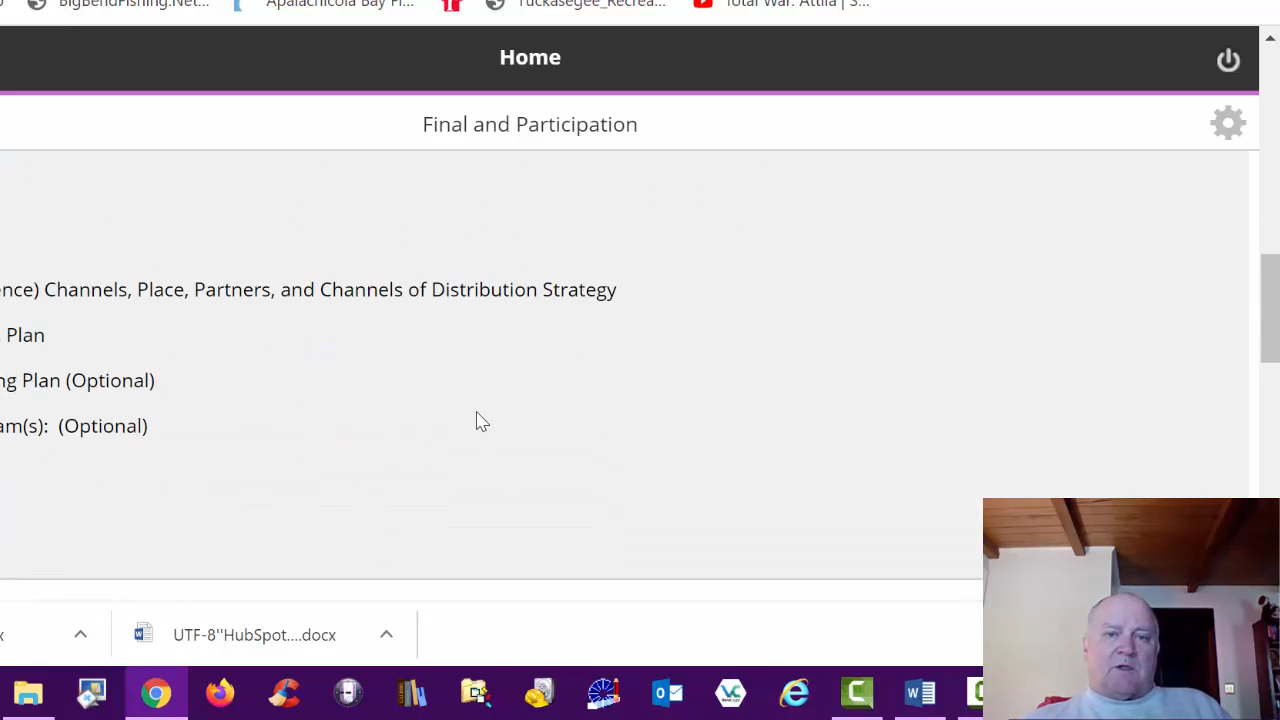 BigBendFishing.Net... Apalachicola Bay Fi... Tuckasegee_Recrea... Total War: Attila | S...
Home
Final and Participation
ence) Channels, Place, Partners, and Channels of Distribution Strategy
Plan
ng Plan (Optional)
am(s): (Optional)
x UTF-8''HubSpot....docx